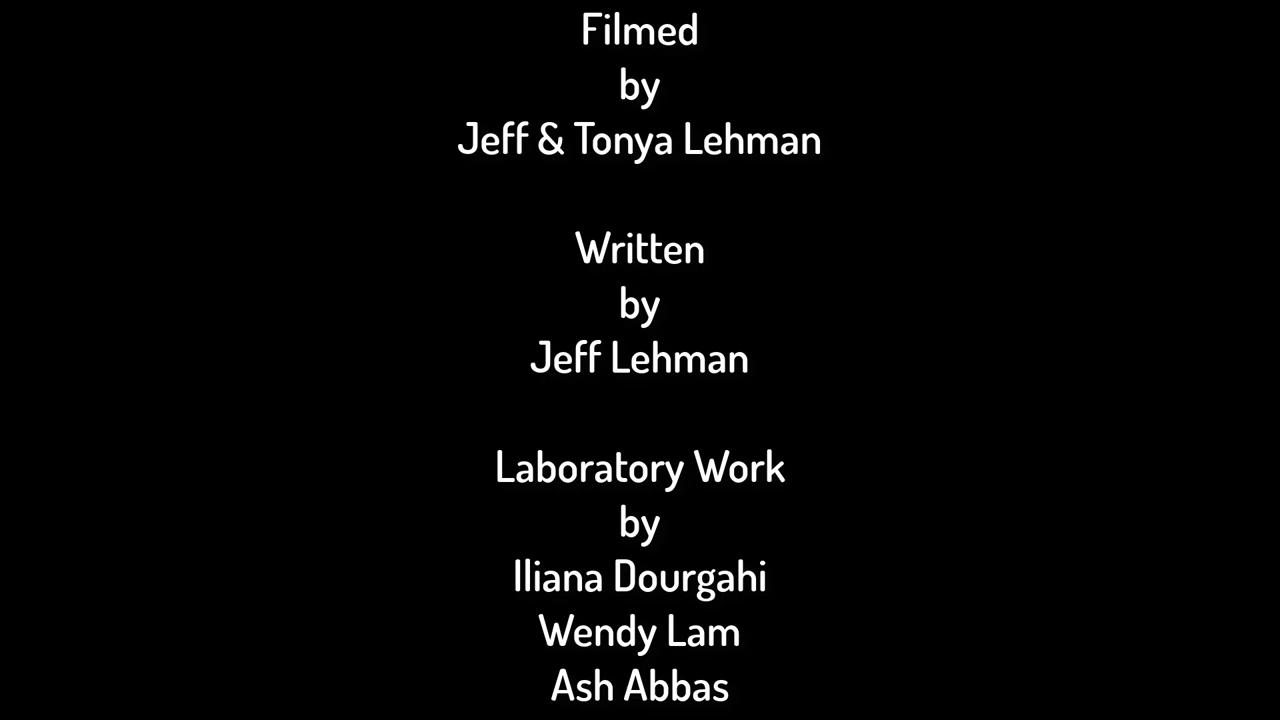 Filmed
by
Jeff & Tonya Lehman
Written
by
Jeff Lehman
Laboratory Work
by
Iliana Dourgahi
Wendy Lam
Ash Abbas